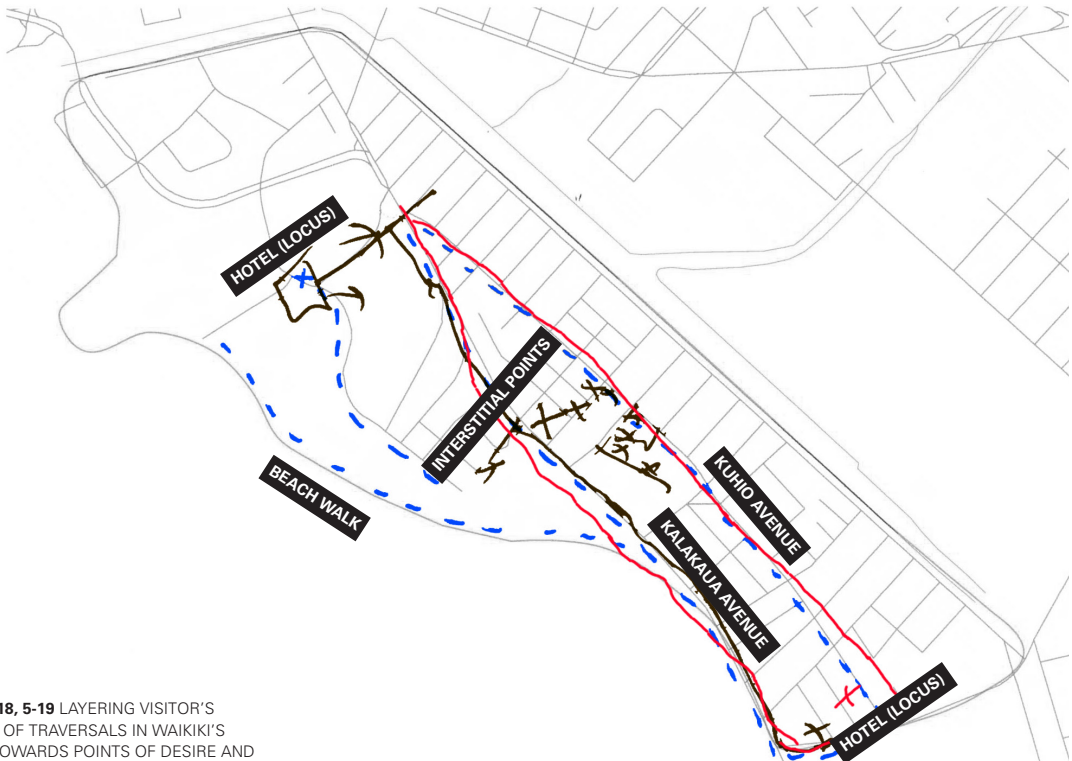 HOTEL (LOCUS)
INTERSTITIAL POINTS
BEACH WALK
KUHIO AVENUE
KALAKAUA AVENUE
HOTEL (LOCUS)
18, 5-19 LAYERING VISITOR'S
OF TRAVERSALS IN WAIKIKI'S
OWARDS POINTS OF DESIRE AND